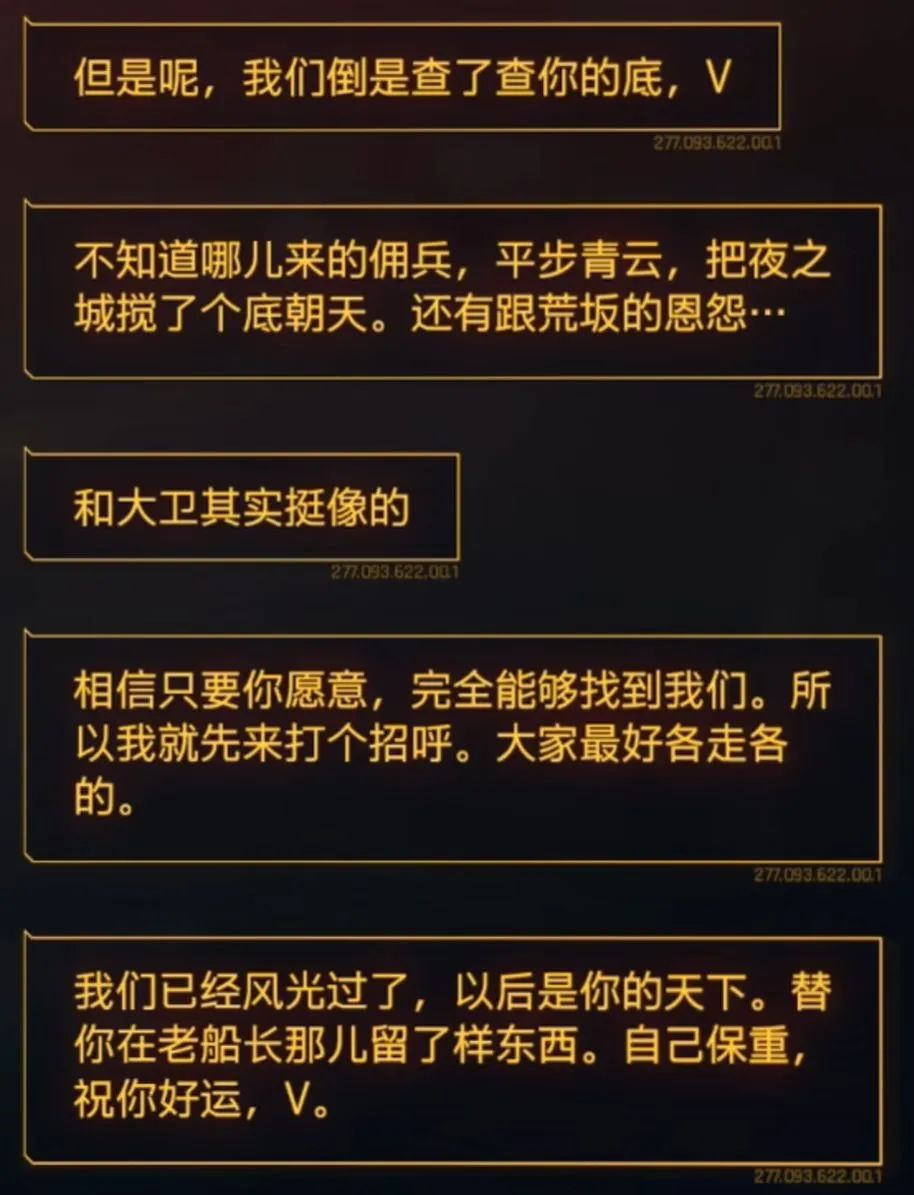 但是呢，我们倒是查了查你的底，V
277.093.622.00.1
不知道哪儿来的佣兵，平步青云，把夜之
城搅了个底朝天。还有跟荒坂的恩怨…
277.093.622.00.1
和大卫其实挺像的
277.093.622.00.1
相信只要你愿意，完全能够找到我们。所
以我就先来打个招呼。大家最好各走各
的。
277.093.622.00.1
我们已经风光过了，以后是你的天下。替
你在老船长那儿留了样东西。自己保重，
祝你好运，V。
277.093.622.00.1